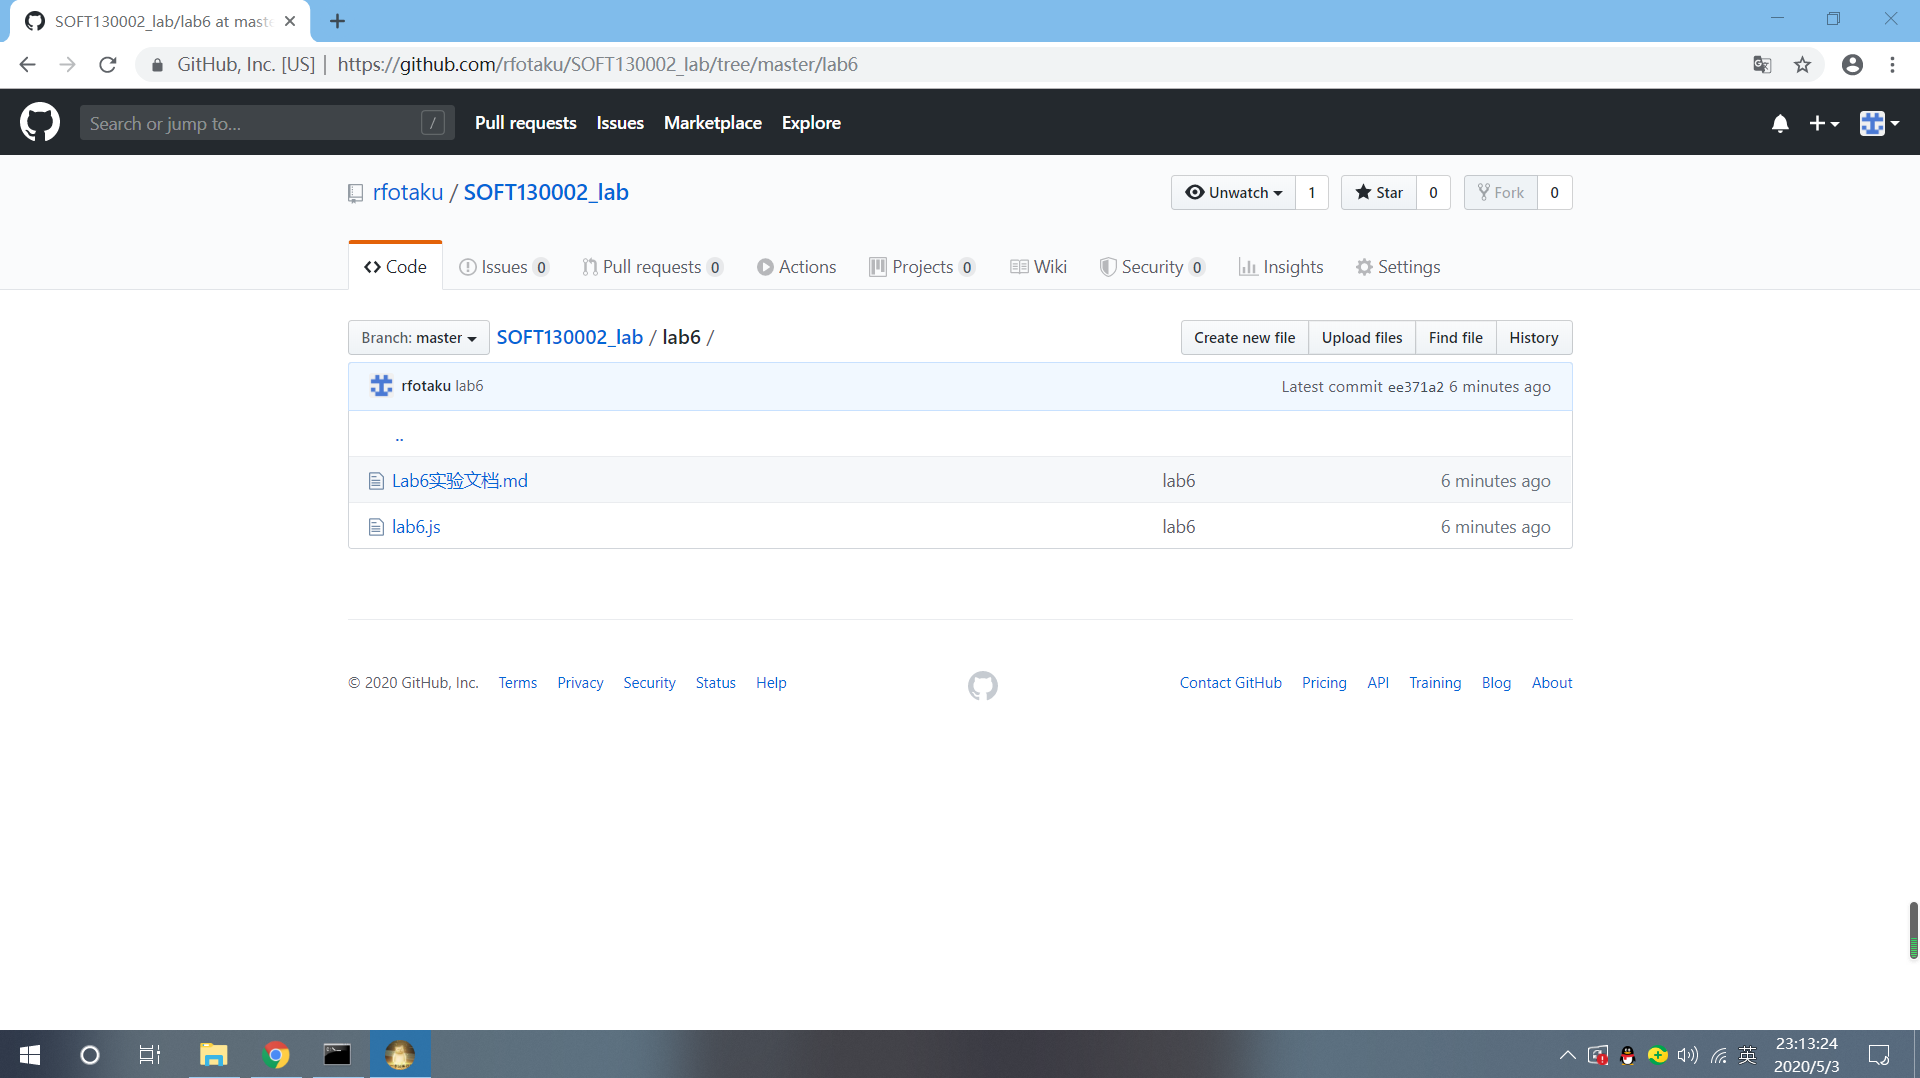 SOFT130002_lab/lab6 at maste
GitHub, Inc. [US] | https://github.com/rfotaku/SOFT130002_lab/tree/master/lab6
Search or jump to... / Pull requests Issues Marketplace Explore
rfotaku / SOFT130002_lab Unwatch 1 Star 0 Fork 0
Code Issues 0 Pull requests 0 Actions Projects 0 Wiki Security 0 Insights Settings
Branch: master SOFT130002_lab / lab6 / Create new file Upload files Find file History
rfotaku lab6 Latest commit ee371a2 6 minutes ago
..
Lab6实验文档.md lab6 6 minutes ago
lab6.js lab6 6 minutes ago
© 2020 GitHub, Inc. Terms Privacy Security Status Help Contact GitHub Pricing API Training Blog About
英 23:13:24
2020/5/3